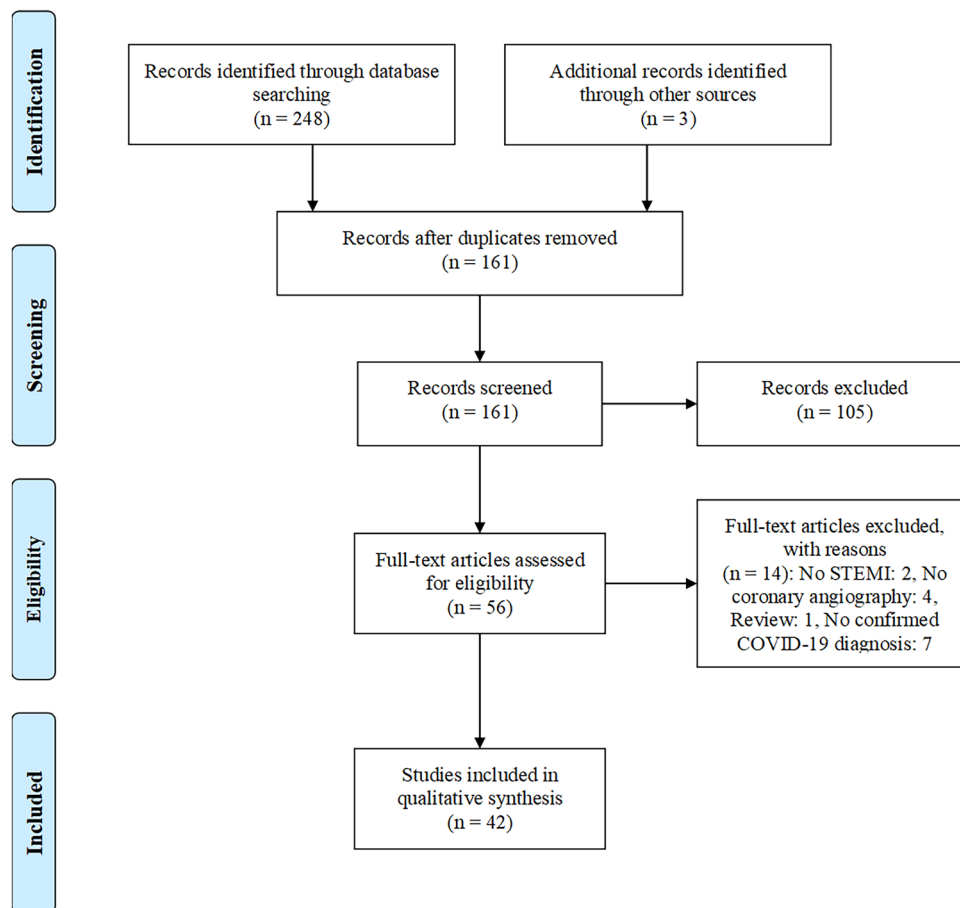 Identification
Records identified through database
searching
(n = 248)
Additional records identified
through other sources
(n = 3)
Records after duplicates removed
(n = 161)
Screening
Records screened
(n = 161)
Records excluded
(n = 105)
Eligibility
Full-text articles assessed
for eligibility
(n = 56)
Full-text articles excluded,
with reasons
(n = 14): No STEMI: 2, No
coronary angiography: 4,
Review: 1, No confirmed
COVID-19 diagnosis: 7
Included
Studies included in
qualitative synthesis
(n = 42)